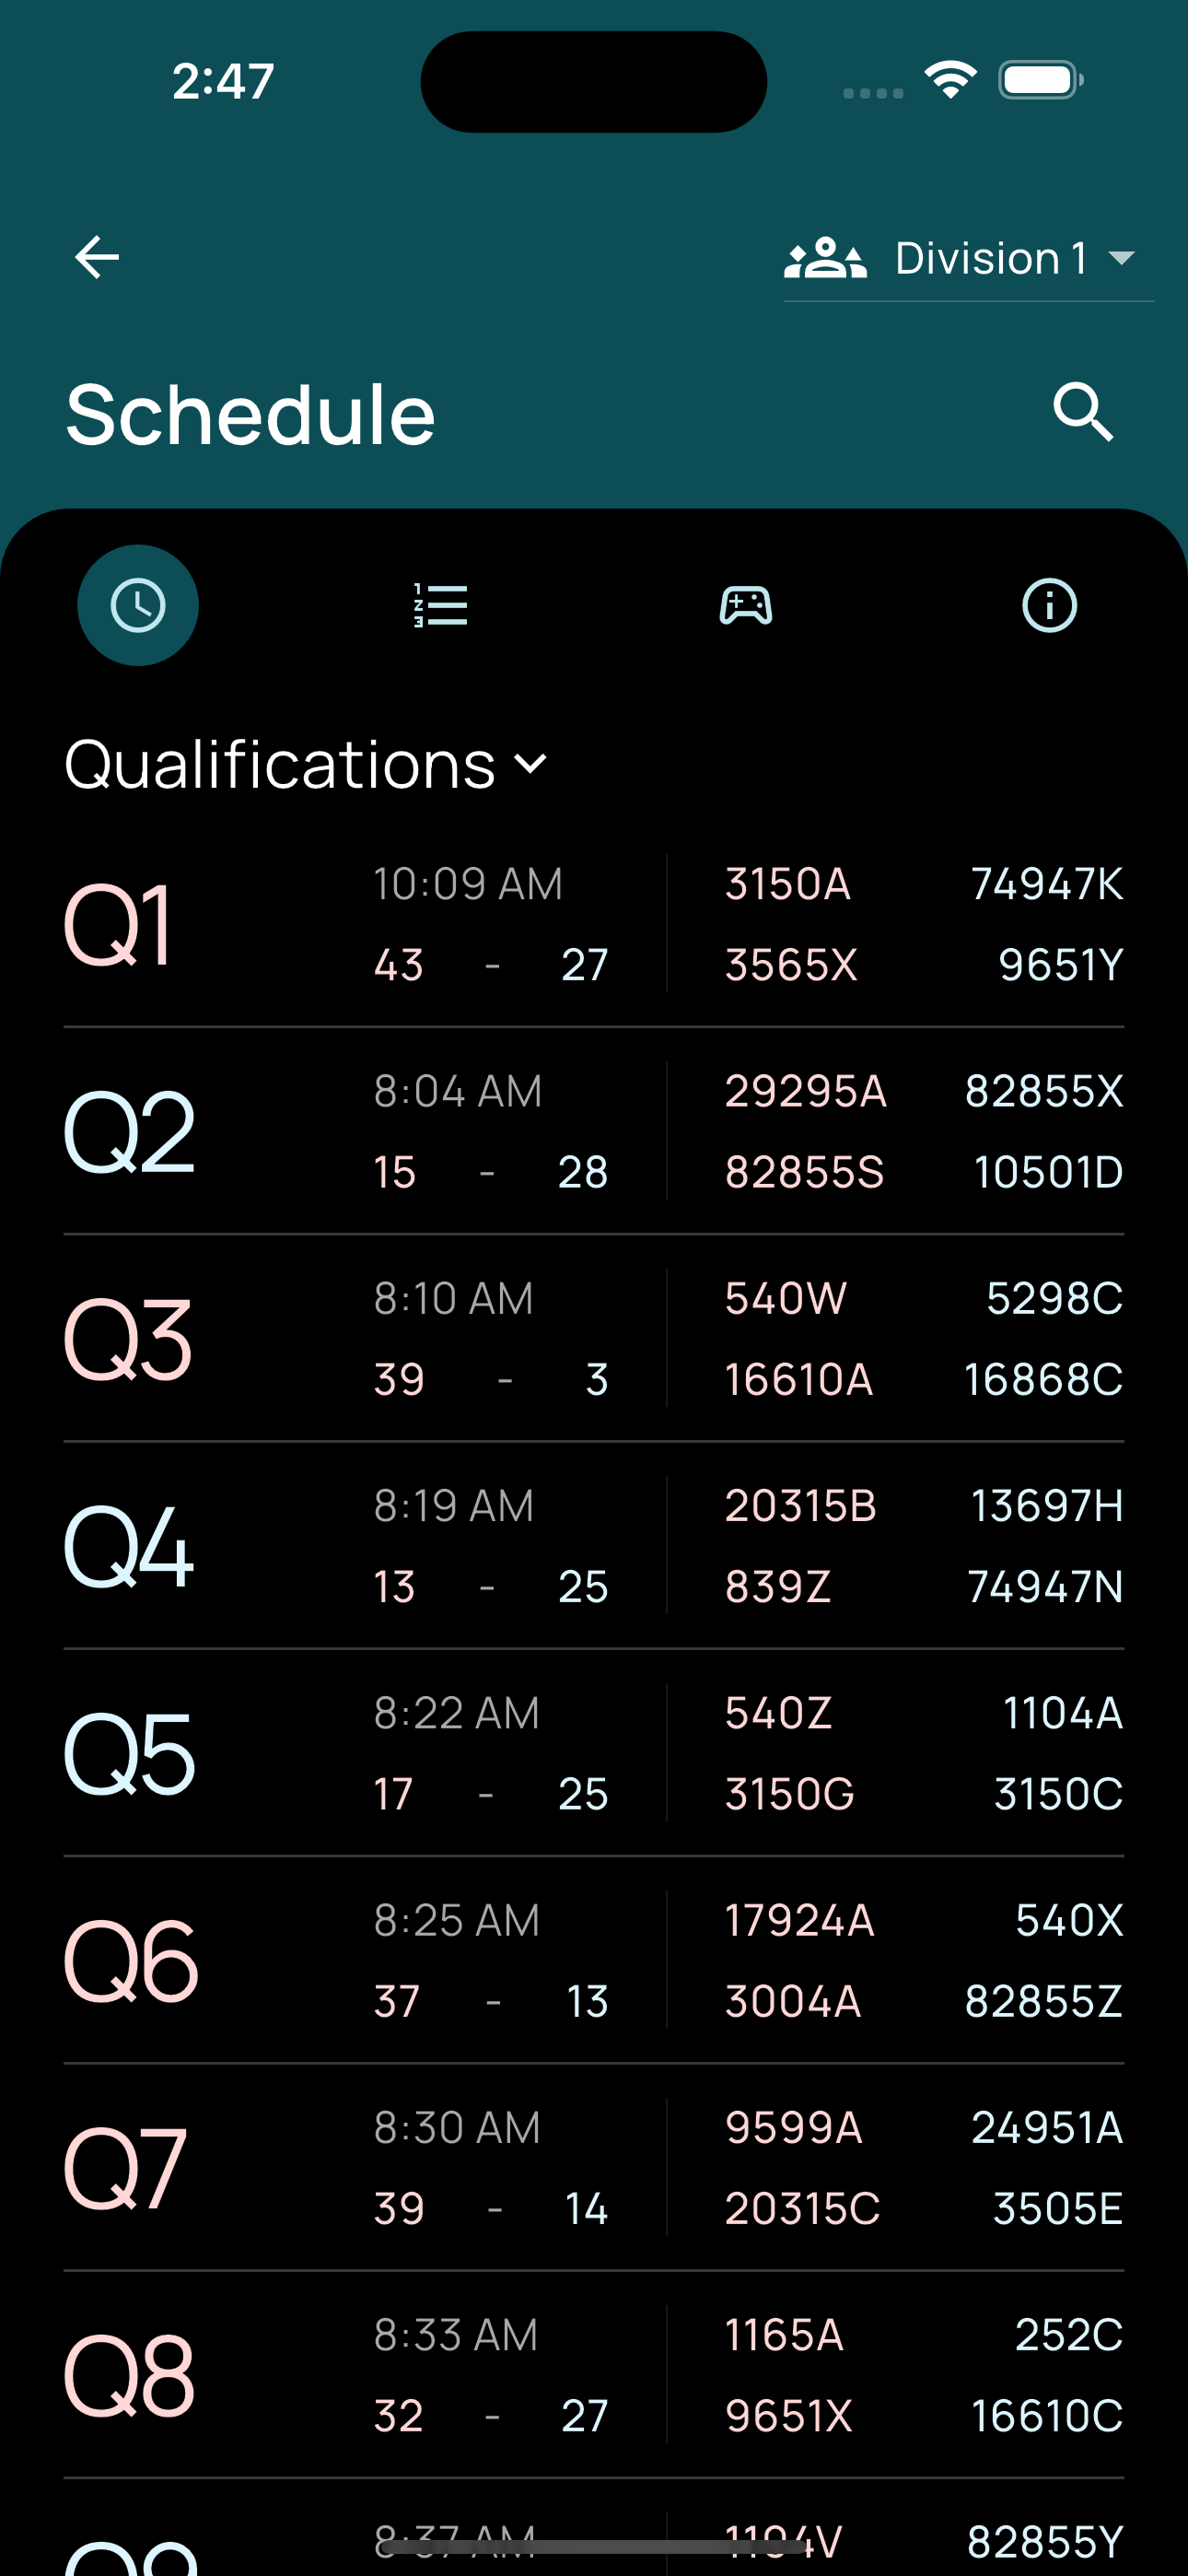 2:47
Division 1
Schedule
Qualifications
Q1
10:09 AM
43 - 27
3150A 74947K
3565X 9651Y
Q2
8:04 AM
15 - 28
29295A 82855X
82855S 10501D
Q3
8:10 AM
39 - 3
540W 5298C
16610A 16868C
Q4
8:19 AM
13 - 25
20315B 13697H
839Z 74947N
Q5
8:22 AM
17 - 25
540Z 1104A
3150G 3150C
Q6
8:25 AM
37 - 13
17924A 540X
3004A 82855Z
Q7
8:30 AM
39 - 14
9599A 24951A
20315C 3505E
Q8
8:33 AM
32 - 27
1165A 252C
9651X 16610C
Q9
8:37 AM
1104V 82855Y